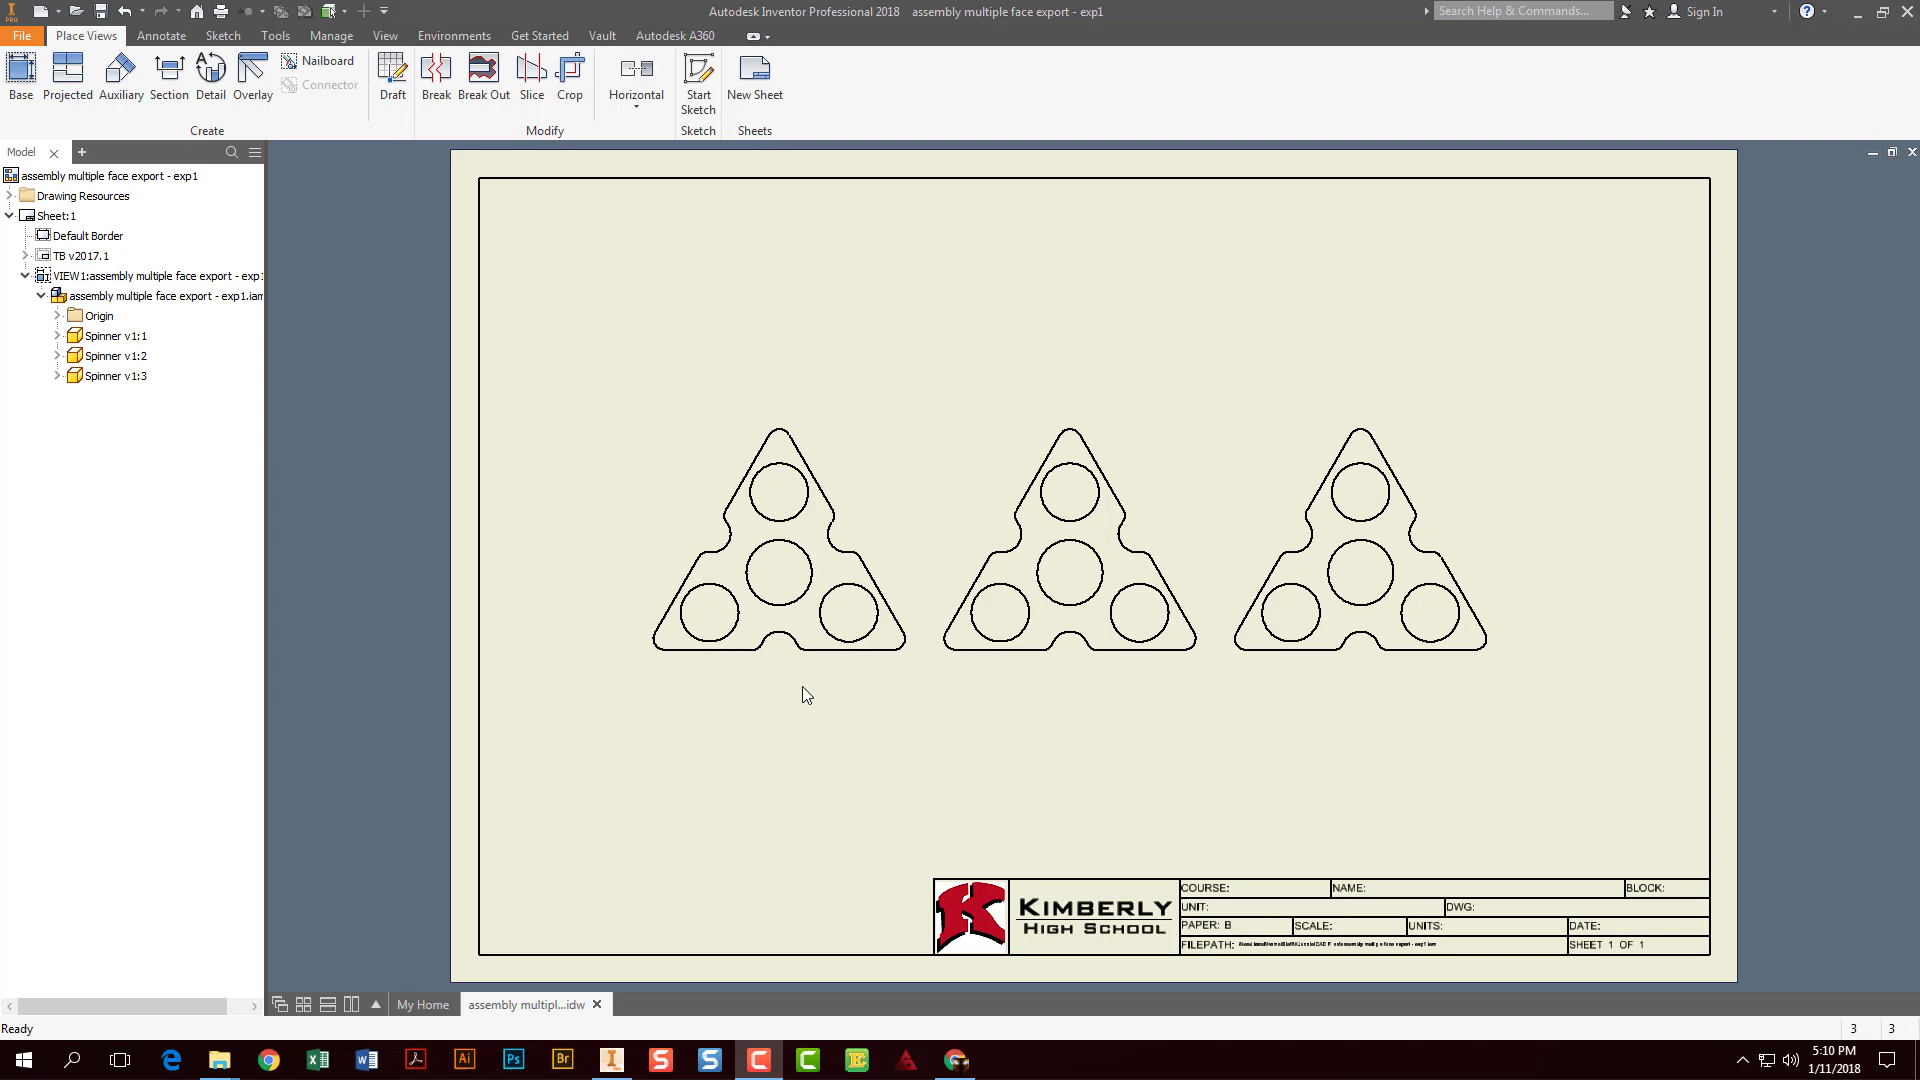 PRO
Autodesk Inventor Professional 2018 assembly multiple face export - exp1
Search Help & Commands...
Sign In
File
Place Views
Annotate
Sketch
Tools
Manage
View
Environments
Get Started
Vault
Autodesk A360
Base
Projected
Auxiliary
Section
Detail
Overlay
Nailboard
Connector
Draft
Break
Break Out
Slice
Crop
Horizontal
Start
Sketch
New Sheet
Create
Modify
Sketch
Sheets
Model
assembly multiple face export - exp1
Drawing Resources
Sheet:1
Default Border
TB v2017.1
VIEW1:assembly multiple face export - exp1
assembly multiple face export - exp1.iam
Origin
Spinner v1:1
Spinner v1:2
Spinner v1:3
KIMBERLY
HIGH SCHOOL
COURSE:
NAME:
BLOCK:
UNIT:
DWG:
PAPER: B
SCALE:
UNITS:
DATE:
FILEPATH:
SHEET 1 OF 1
My Home
assembly multipl...idw
Ready
3
3
5:10 PM
1/11/2018